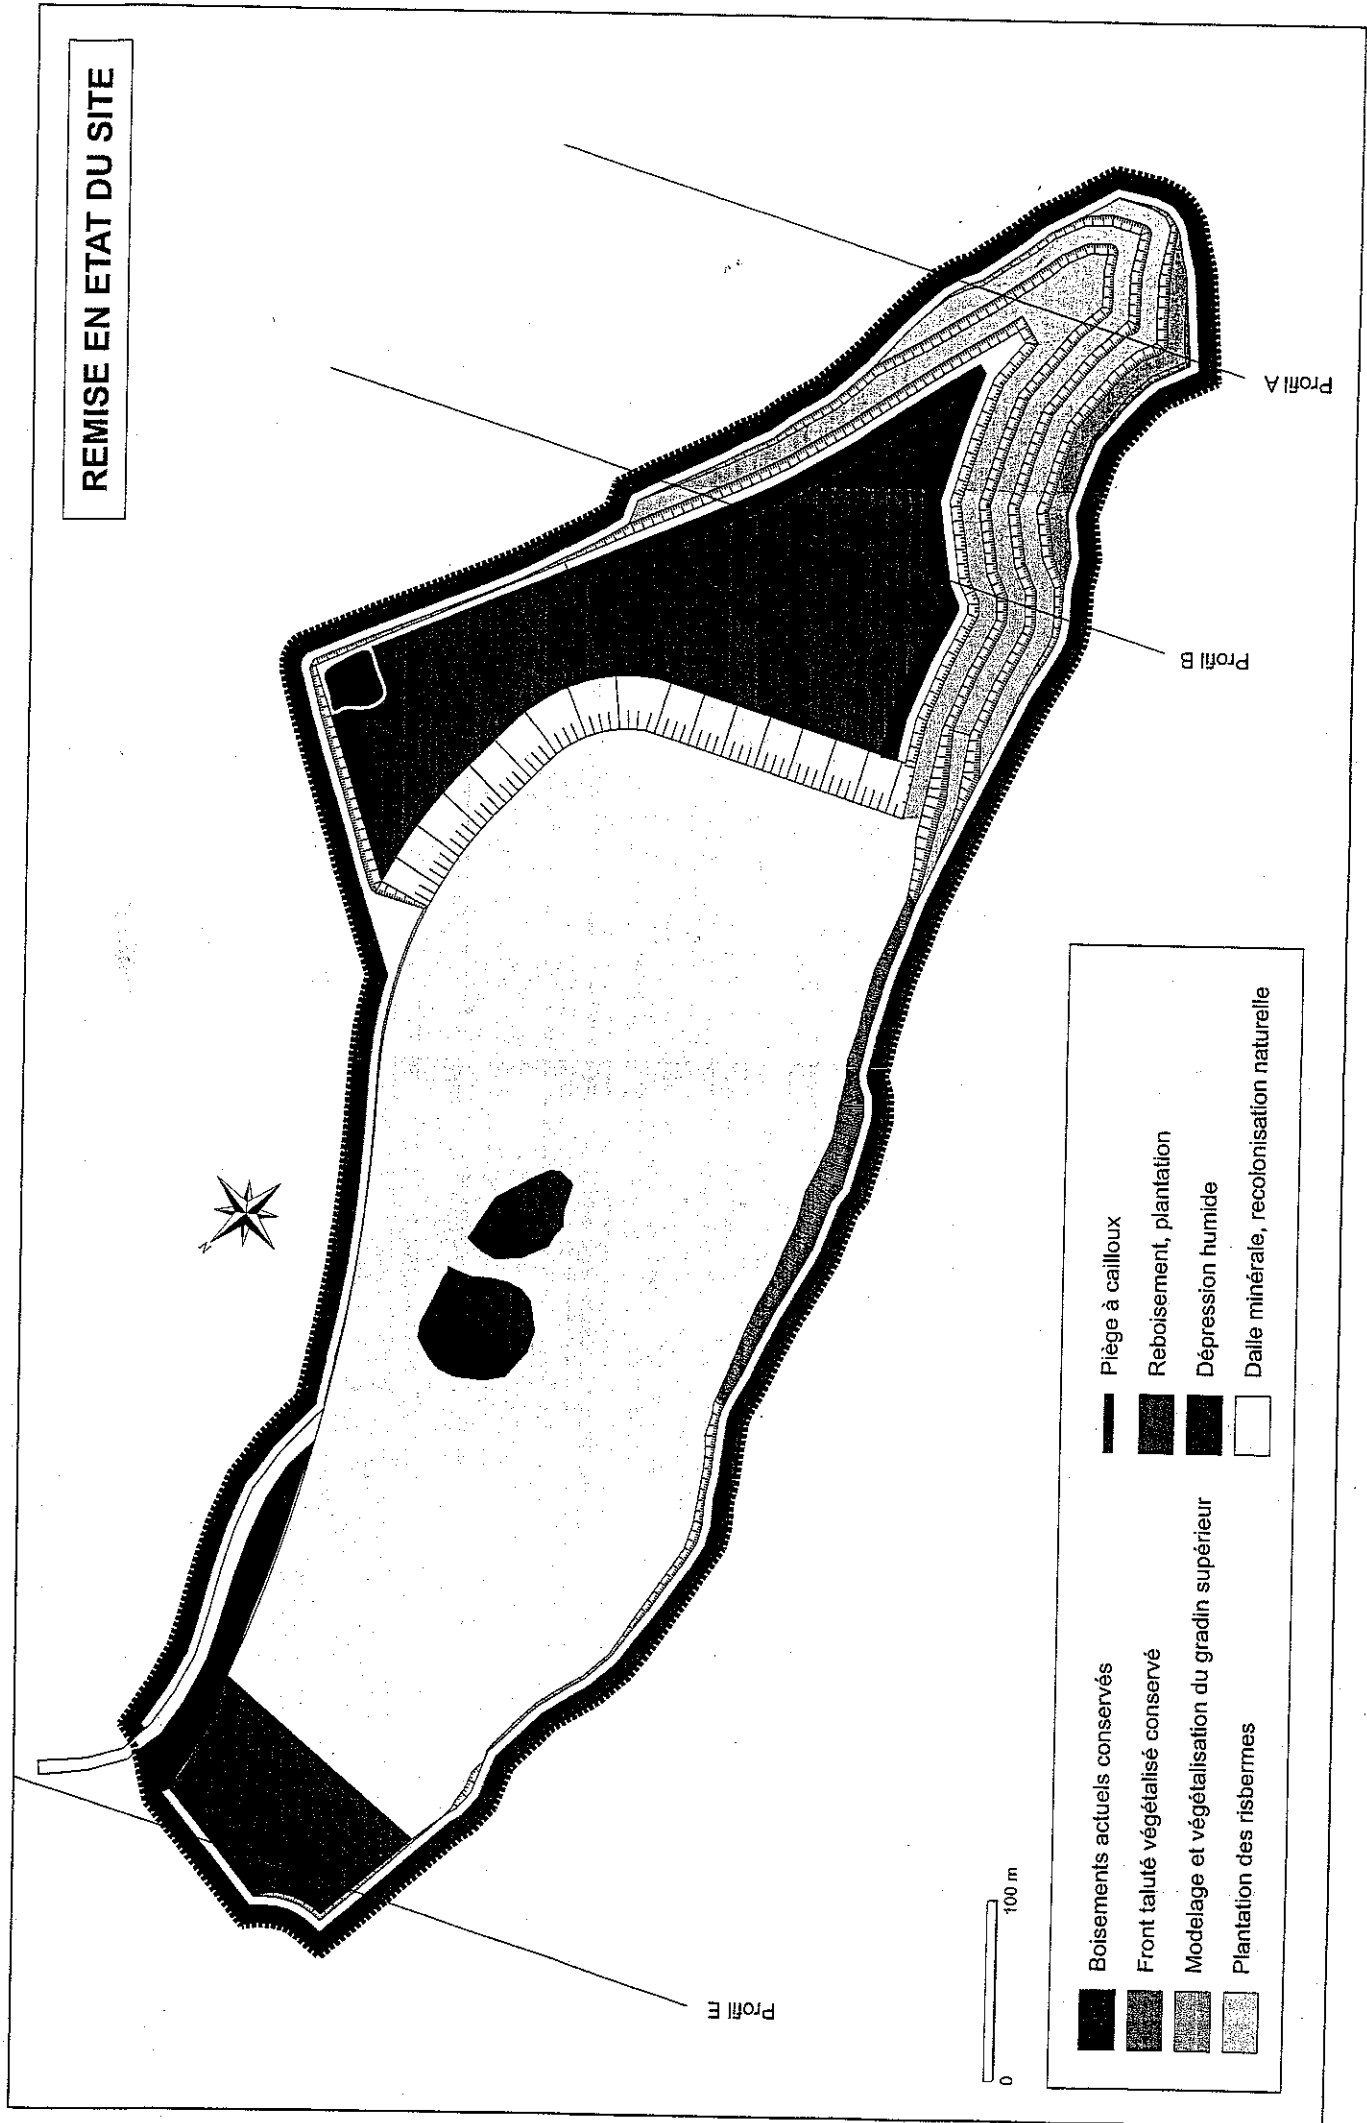 REMISE EN ETAT DU SITE
N
Profil A
Profil B
Profil E
0
100 m
Boisements actuels conservés
Front taluté végétalisé conservé
Modelage et végétalisation du gradin supérieur
Plantation des risbermes
Piège à cailloux
Reboisement, plantation
Dépression humide
Dalle minérale, recolonisation naturelle